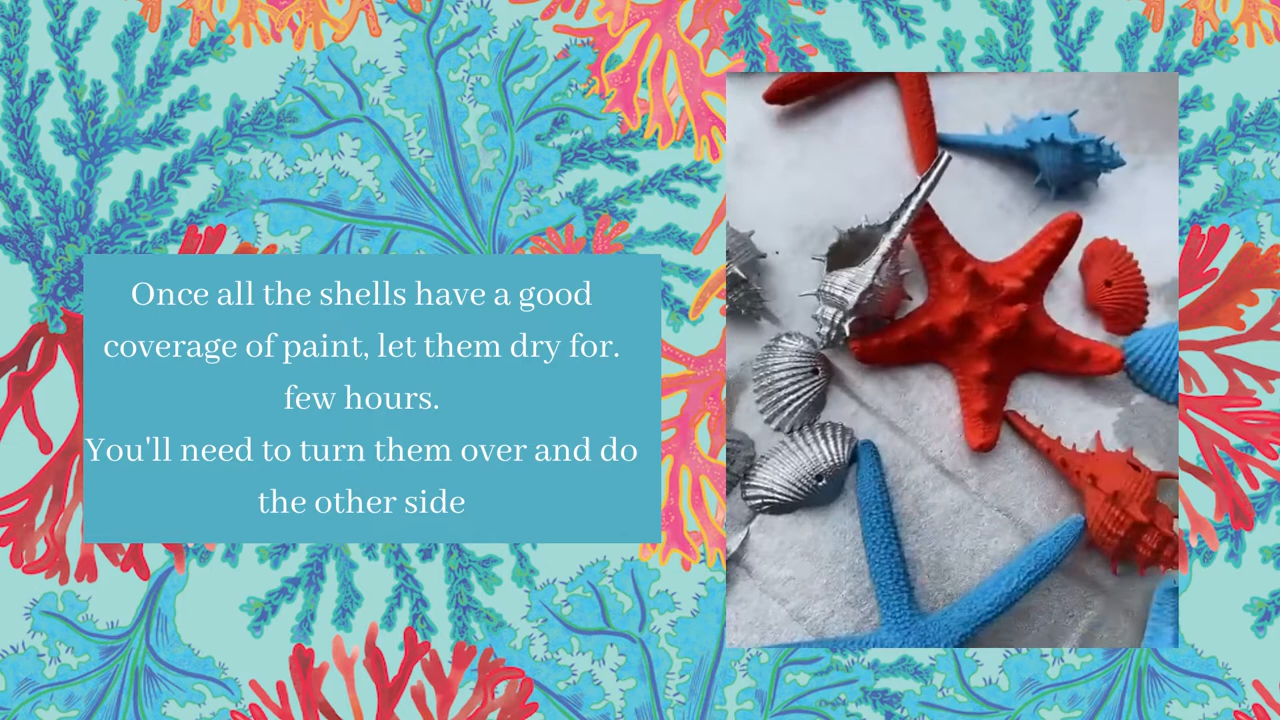 Once all the shells have a good
coverage of paint, let them dry for.
few hours.
You'll need to turn them over and do
the other side